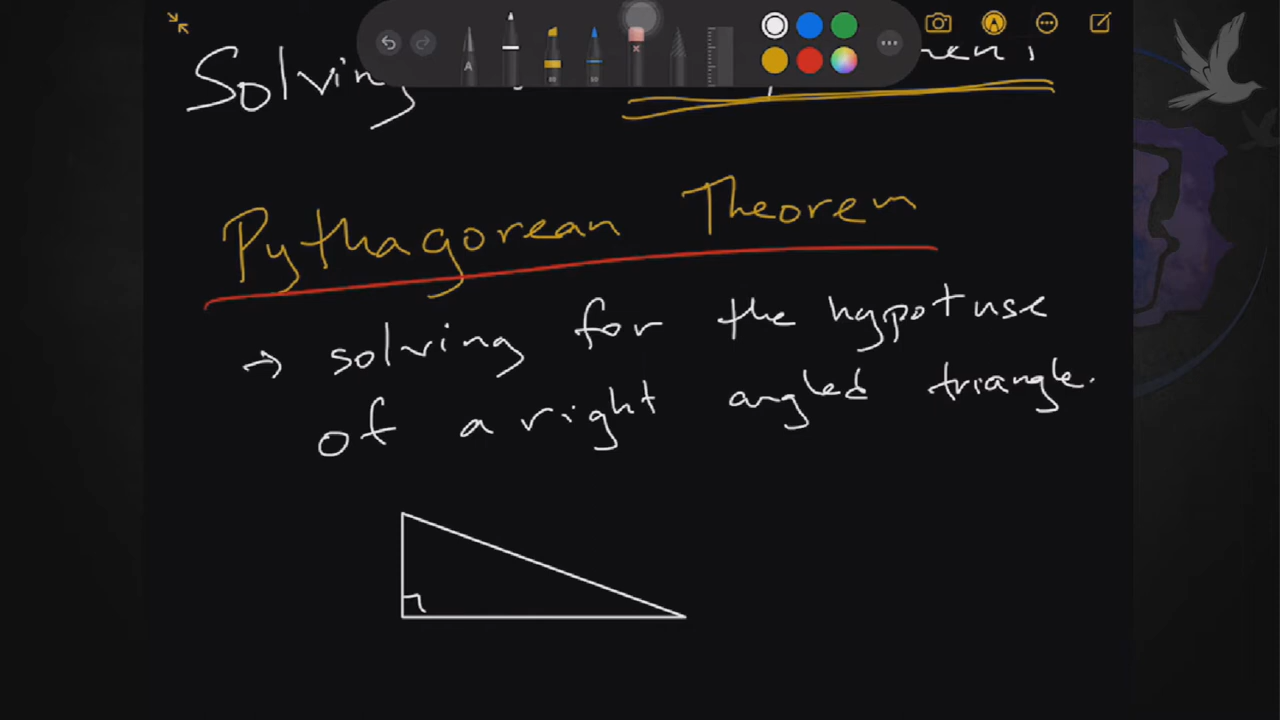 Solving
Pythagorean Theorem
→ solving for the hypotuse
of a right angled triangle.